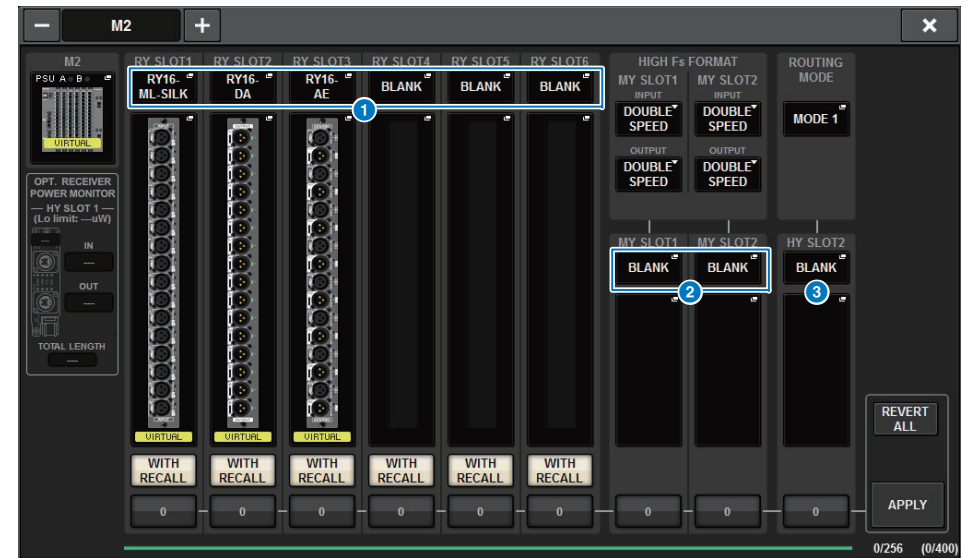 M2
M2
PSU A B
VIRTUAL
OPT. RECEIVER
POWER MONITOR
HY SLOT 1
(Lo limit: ---uW)
---
IN
---
OUT
---
TOTAL LENGTH
---
RY SLOT1 RY SLOT2 RY SLOT3 RY SLOT4 RY SLOT5 RY SLOT6
RY16- RY16- RY16- BLANK BLANK BLANK
ML-SILK DA AE
1
INPUT OUTPUT
VIRTUAL VIRTUAL VIRTUAL
WITH WITH WITH WITH WITH WITH
RECALL RECALL RECALL RECALL RECALL RECALL
0 0 0 0 0 0
HIGH Fs FORMAT
MY SLOT1 MY SLOT2
INPUT INPUT
DOUBLE DOUBLE
SPEED SPEED
OUTPUT OUTPUT
DOUBLE DOUBLE
SPEED SPEED
MY SLOT1 MY SLOT2
BLANK BLANK
2
0 0
ROUTING
MODE
MODE 1
HY SLOT2
BLANK
3
0
REVERT
ALL
APPLY
0/256 (0/400)